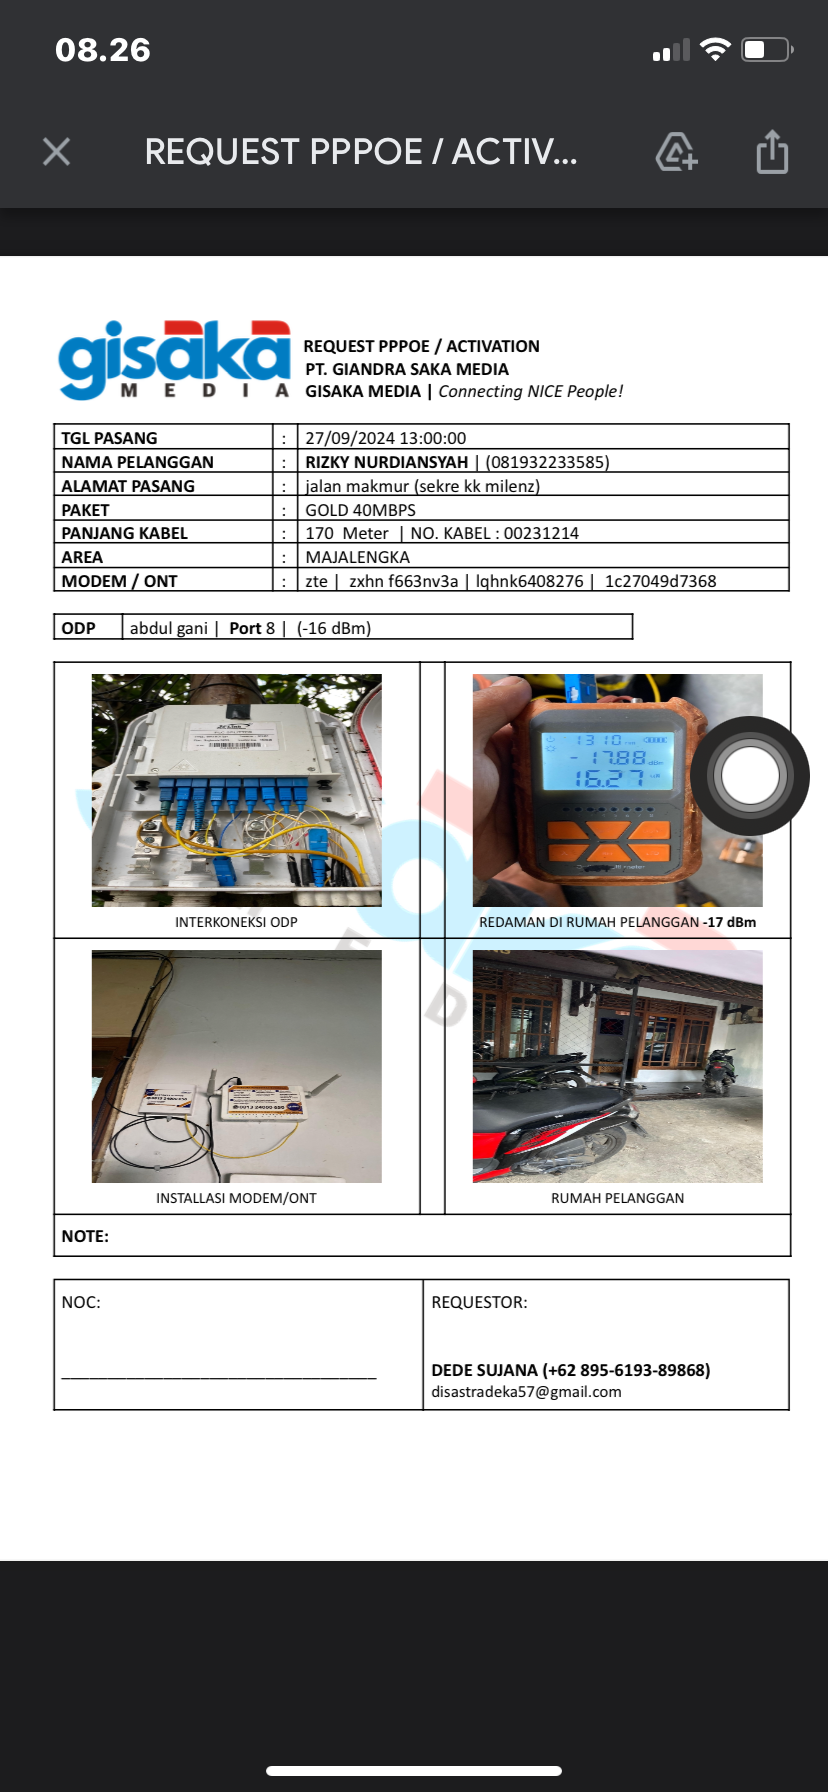 08.26
REQUEST PPPOE / ACTIV...
gisaka
MEDIA
REQUEST PPPOE / ACTIVATION
PT. GIANDRA SAKA MEDIA
GISAKA MEDIA | Connecting NICE People!
TGL PASANG : 27/09/2024 13:00:00
NAMA PELANGGAN : RIZKY NURDIANSYAH | (081932233585)
ALAMAT PASANG : jalan makmur (sekre kk milenz)
PAKET : GOLD 40MBPS
PANJANG KABEL : 170 Meter | NO. KABEL : 00231214
AREA : MAJALENGKA
MODEM / ONT : zte | zxhn f663nv3a | lqhnk6408276 | 1c27049d7368
ODP abdul gani | Port 8 | (-16 dBm)
1310
-17.88 dBm
16.27
INTERKONEKSI ODP
REDAMAN DI RUMAH PELANGGAN -17 dBm
INSTALLASI MODEM/ONT
RUMAH PELANGGAN
NOTE:
NOC:
REQUESTOR:
DEDE SUJANA (+62 895-6193-89868)
disastradeka57@gmail.com